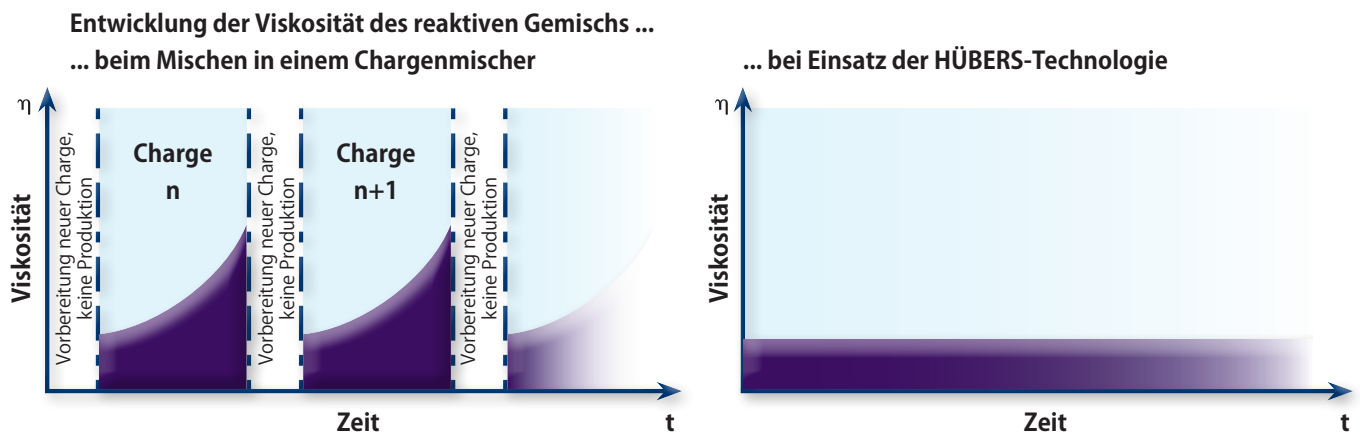 Entwicklung der Viskosität des reaktiven Gemischs ...
... beim Mischen in einem Chargenmischer
η
Viskosität
Vorbereitung neuer Charge,
keine Produktion
Charge
n
Vorbereitung neuer Charge,
keine Produktion
Charge
n+1
Vorbereitung neuer Charge,
keine Produktion
Zeit
t
... bei Einsatz der HÜBERS-Technologie
η
Viskosität
Zeit
t